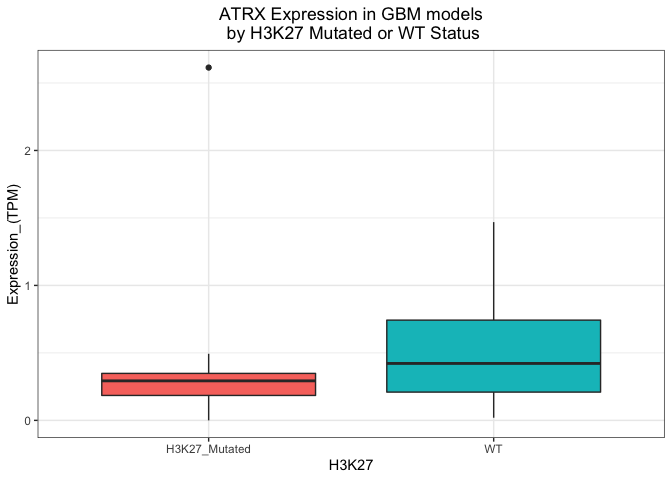 ATRX Expression in GBM models
by H3K27 Mutated or WT Status
Expression_(TPM)
2
1
0
H3K27_Mutated
WT
H3K27